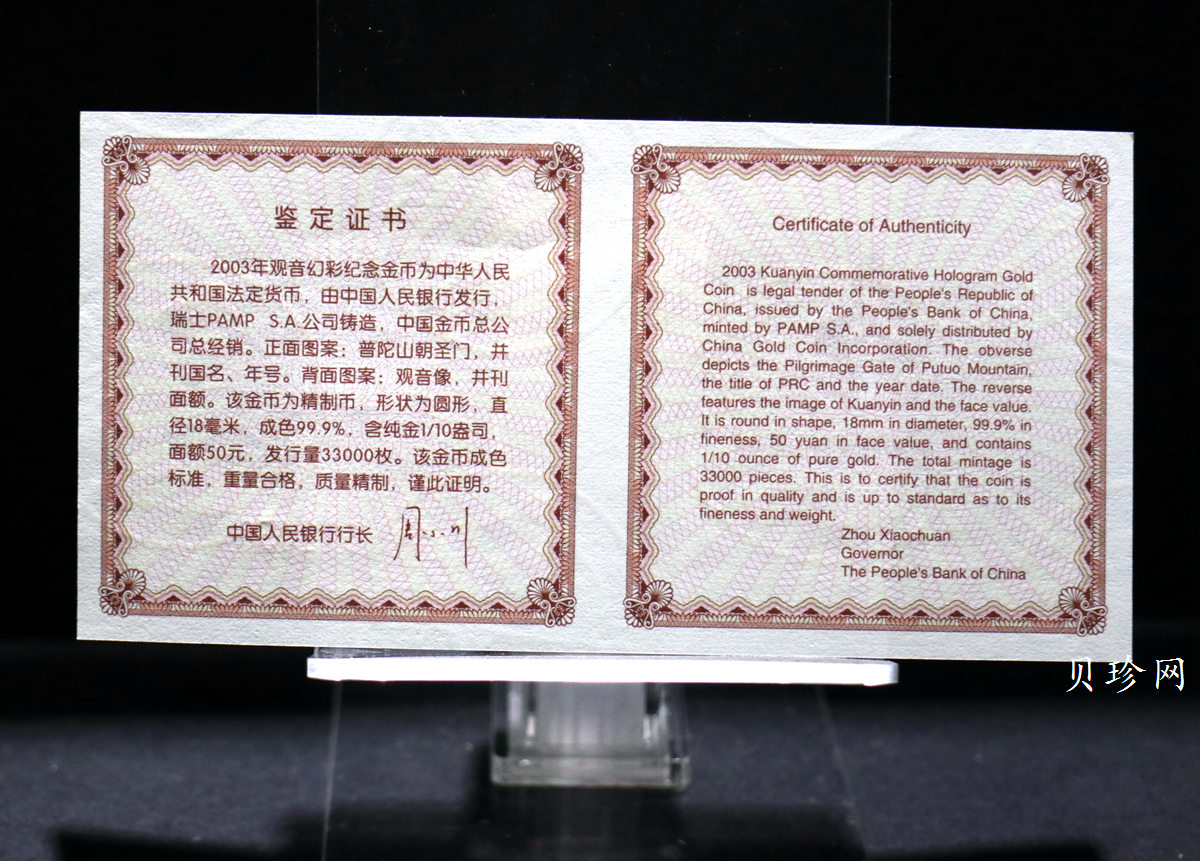 鉴定证书
2003年观音幻彩纪念金币为中华人民
共和国法定货币，由中国人民银行发行，
瑞士PAMP S.A.公司铸造，中国金币总公
司总经销。正面图案：普陀山朝圣门，并
刊国名、年号。背面图案：观音像，并刊
面额。该金币为精制币，形状为圆形，直
径18毫米，成色99.9%，含纯金1/10盎司，
面额50元，发行量33000枚。该金币成色
标准，重量合格，质量精制，谨此证明。
中国人民银行行长 周小川
Certificate of Authenticity
2003 Kuanyin Commemorative Hologram Gold
Coin is legal tender of the People's Republic of
China, issued by the People's Bank of China,
minted by PAMP S.A., and solely distributed by
China Gold Coin Incorporation. The obverse
depicts the Pilgrimage Gate of Putuo Mountain,
the title of PRC and the year date. The reverse
features the image of Kuanyin and the face value.
It is round in shape, 18mm in diameter, 99.9% in
fineness, 50 yuan in face value, and contains
1/10 ounce of pure gold. The total mintage is
33000 pieces. This is to certify that the coin is
proof in quality and is up to standard as to its
fineness and weight.
Zhou Xiaochuan
Governor
The People's Bank of China
贝珍网